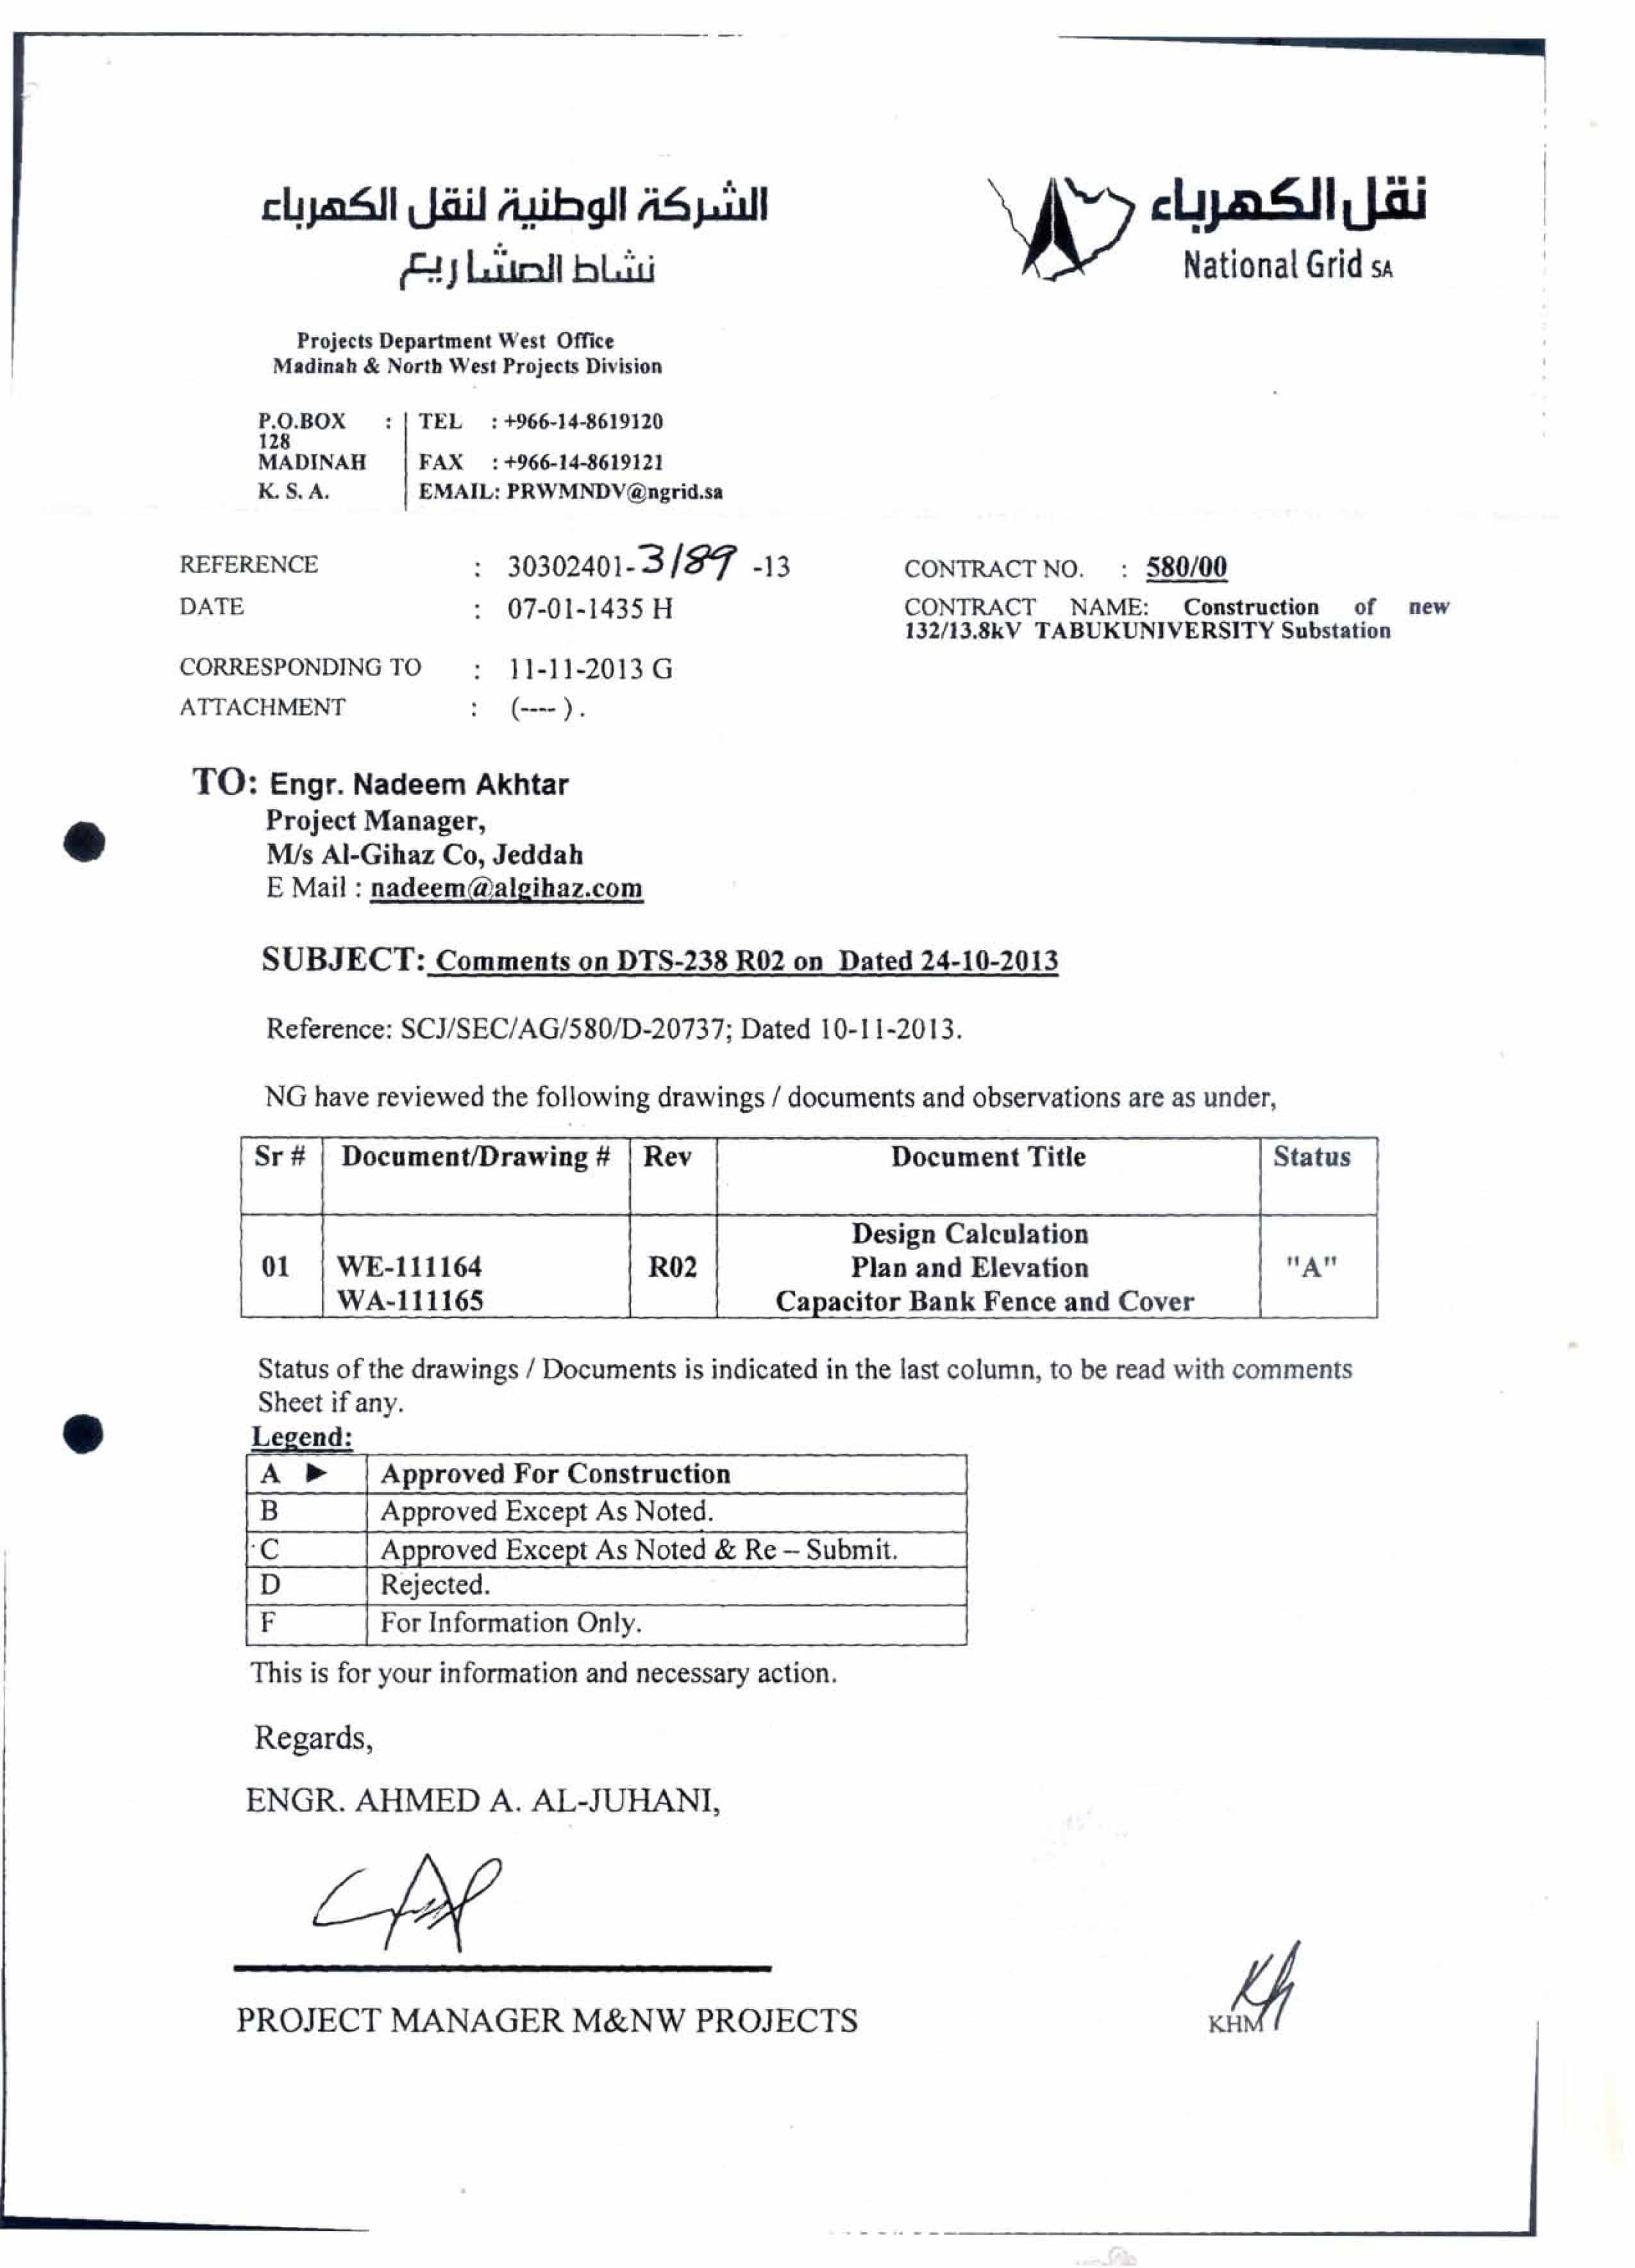 الشركة الوطنية لنقل الكهرباء
نشاط المشاريع
نقل الكهرباء
National Grid SA
Projects Department West Office
Madinah & North West Projects Division
P.O.BOX : TEL : +966-14-8619120
128
MADINAH FAX : +966-14-8619121
K. S. A. EMAIL: PRWMNDV@ngrid.sa
REFERENCE : 30302401-3189 -13
DATE : 07-01-1435 H
CORRESPONDING TO : 11-11-2013 G
ATTACHMENT : (---- ) .
CONTRACT NO. : 580/00
CONTRACT NAME: Construction of new
132/13.8kV TABUKUNIVERSITY Substation
TO: Engr. Nadeem Akhtar
Project Manager,
M/s Al-Gihaz Co, Jeddah
E Mail : nadeem@algihaz.com
SUBJECT: Comments on DTS-238 R02 on Dated 24-10-2013
Reference: SCJ/SEC/AG/580/D-20737; Dated 10-11-2013.
NG have reviewed the following drawings / documents and observations are as under,
Sr # Document/Drawing # Rev Document Title Status
Design Calculation
01 WE-111164 R02 Plan and Elevation "A"
WA-111165 Capacitor Bank Fence and Cover
Status of the drawings / Documents is indicated in the last column, to be read with comments
Sheet if any.
Legend:
A ► Approved For Construction
B Approved Except As Noted.
C Approved Except As Noted & Re – Submit.
D Rejected.
F For Information Only.
This is for your information and necessary action.
Regards,
ENGR. AHMED A. AL-JUHANI,
PROJECT MANAGER M&NW PROJECTS
KHM